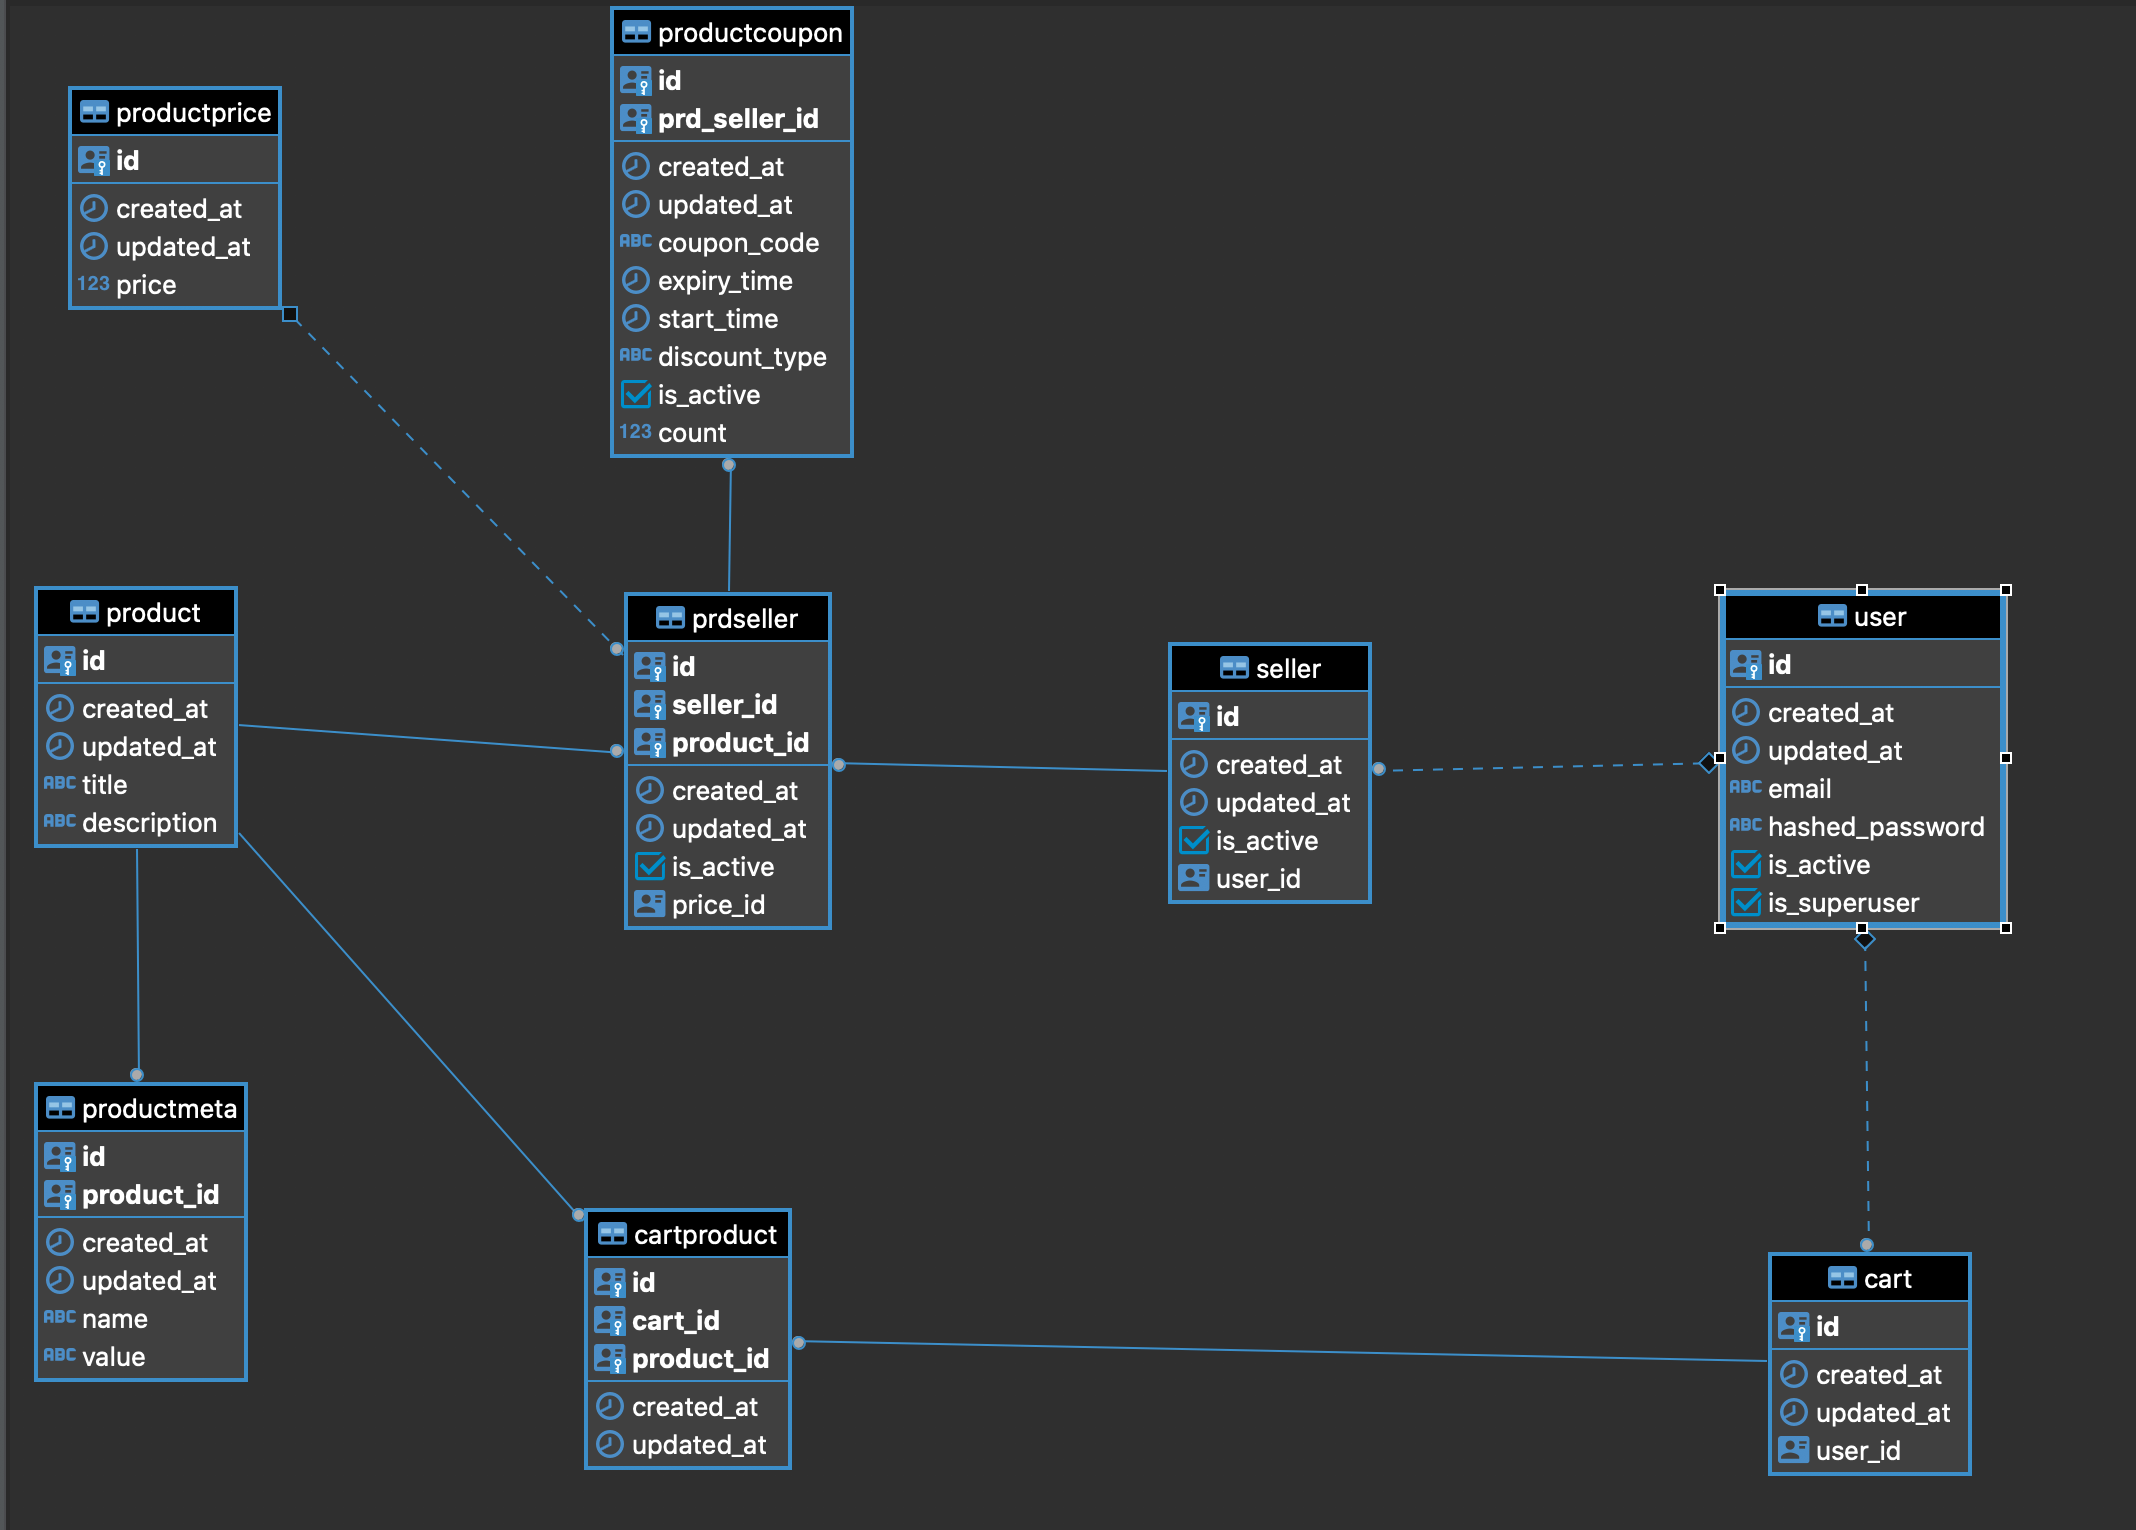 productcoupon
id
prd_seller_id
created_at
updated_at
ABC coupon_code
expiry_time
start_time
ABC discount_type
is_active
123 count
productprice
id
created_at
updated_at
123 price
product
id
created_at
updated_at
ABC title
ABC description
prdseller
id
seller_id
product_id
created_at
updated_at
is_active
price_id
seller
id
created_at
updated_at
is_active
user_id
user
id
created_at
updated_at
ABC email
ABC hashed_password
is_active
is_superuser
productmeta
id
product_id
created_at
updated_at
ABC name
ABC value
cartproduct
id
cart_id
product_id
created_at
updated_at
cart
id
created_at
updated_at
user_id